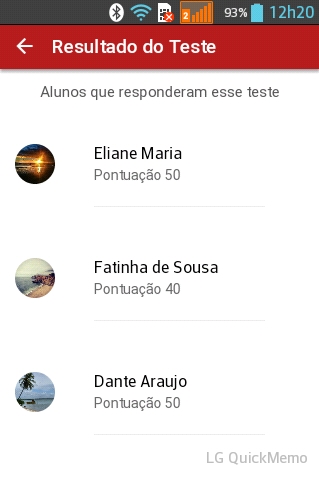 2 93% 12h20
Resultado do Teste
Alunos que responderam esse teste
Eliane Maria
Pontuação 50
Fatinha de Sousa
Pontuação 40
Dante Araujo
Pontuação 50
LG QuickMemo